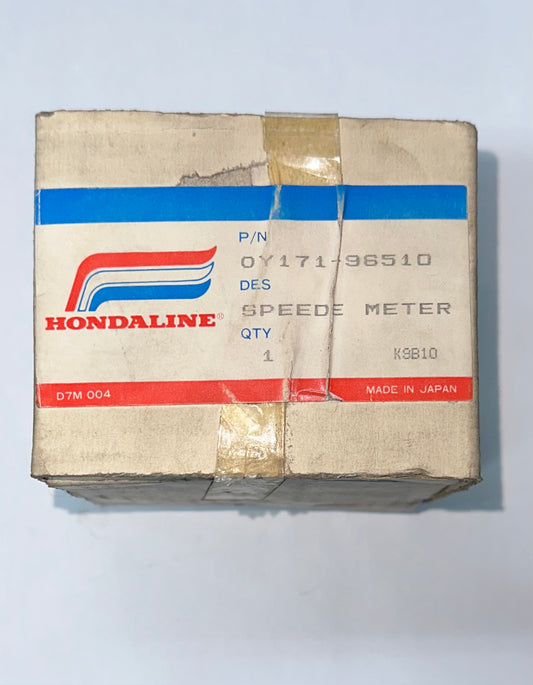 P/N
0Y171-96510
DES
SPEEDE METER
QTY
1
K9B10
HONDALINE®
D7M 004
MADE IN JAPAN